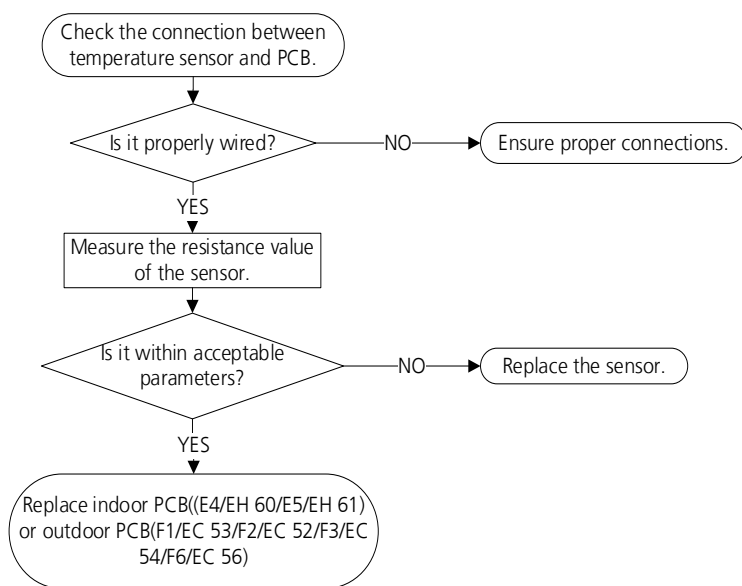 Check the connection between
temperature sensor and PCB.
Is it properly wired?
NO
Ensure proper connections.
YES
Measure the resistance value
of the sensor.
Is it within acceptable
parameters?
NO
Replace the sensor.
YES
Replace indoor PCB((E4/EH 60/E5/EH 61)
or outdoor PCB(F1/EC 53/F2/EC 52/F3/EC
54/F6/EC 56)